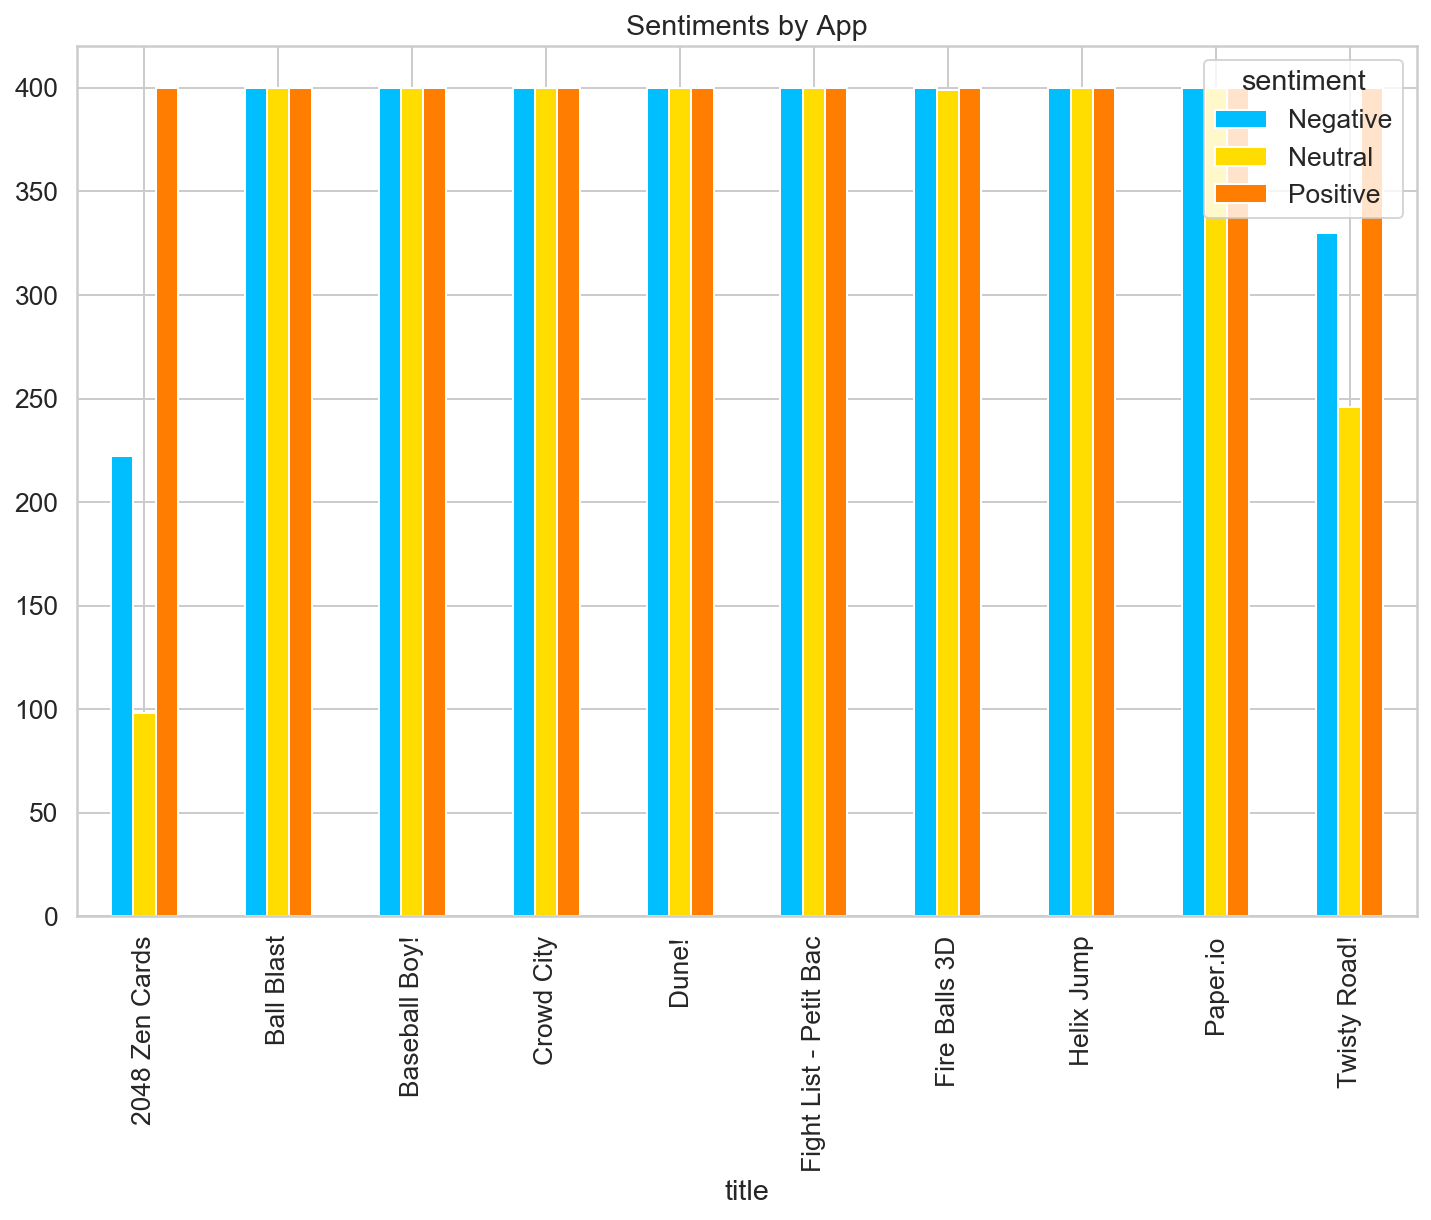 Sentiments by App
400
350
300
250
200
150
100
50
0
sentiment
Negative
Neutral
Positive
2048 Zen Cards
Ball Blast
Baseball Boy!
Crowd City
Dune!
Fight List - Petit Bac
Fire Balls 3D
Helix Jump
Paper.io
Twisty Road!
title